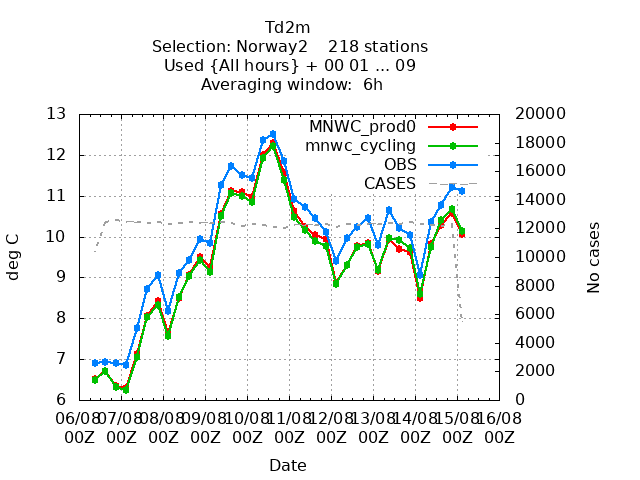 Td2m
Selection: Norway2    218 stations
Used {All hours} + 00 01 ... 09
Averaging window:  6h
13
12
11
10
9
8
7
6
deg C
20000
18000
16000
14000
12000
10000
8000
6000
4000
2000
0
No cases
MNWC_prod0
mnwc_cycling
OBS
CASES
06/08 07/08 08/08 09/08 10/08 11/08 12/08 13/08 14/08 15/08 16/08
00Z 00Z 00Z 00Z 00Z 00Z 00Z 00Z 00Z 00Z 00Z
Date